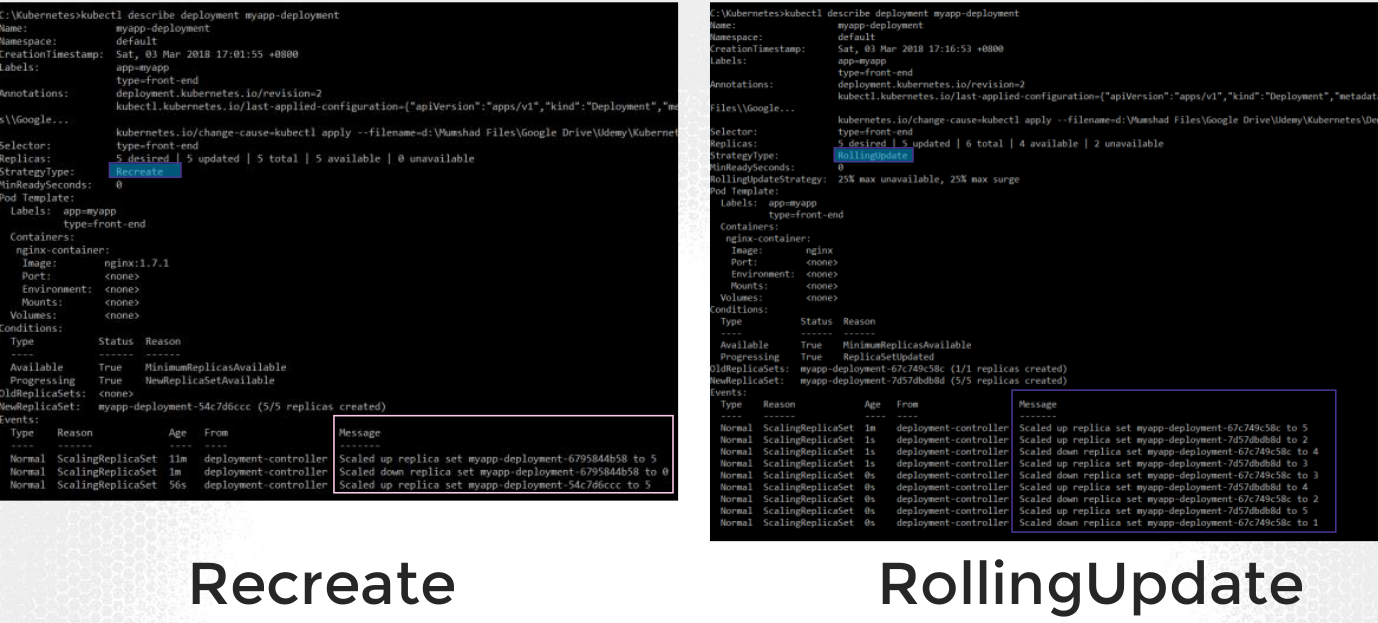 C:\Kubernetes>kubectl describe deployment myapp-deployment
Name: myapp-deployment
Namespace: default
CreationTimestamp: Sat, 03 Mar 2018 17:01:55 +0800
Labels: app=myapp
type=front-end
Annotations: deployment.kubernetes.io/revision=2
kubectl.kubernetes.io/last-applied-configuration={"apiVersion":"apps/v1","kind":"Deployment","me
s\\Google...
kubernetes.io/change-cause=kubectl apply --filename=d:\Mumshad Files\Google Drive\Udemy\Kubernet
Selector: type=front-end
Replicas: 5 desired | 5 updated | 5 total | 5 available | 0 unavailable
StrategyType: Recreate
MinReadySeconds: 0
Pod Template:
Labels: app=myapp
type=front-end
Containers:
nginx-container:
Image: nginx:1.7.1
Port: <none>
Environment: <none>
Mounts: <none>
Volumes: <none>
Conditions:
Type Status Reason
---- ------ ------
Available True MinimumReplicasAvailable
Progressing True NewReplicaSetAvailable
OldReplicaSets: <none>
NewReplicaSet: myapp-deployment-54c7d6ccc (5/5 replicas created)
Events:
Type Reason Age From Message
---- ------ ---- ---- -------
Normal ScalingReplicaSet 11m deployment-controller Scaled up replica set myapp-deployment-6795844b58 to 5
Normal ScalingReplicaSet 1m deployment-controller Scaled down replica set myapp-deployment-6795844b58 to 0
Normal ScalingReplicaSet 56s deployment-controller Scaled up replica set myapp-deployment-54c7d6ccc to 5
Recreate
C:\Kubernetes>kubectl describe deployment myapp-deployment
Name: myapp-deployment
Namespace: default
CreationTimestamp: Sat, 03 Mar 2018 17:16:53 +0800
Labels: app=myapp
type=front-end
Annotations: deployment.kubernetes.io/revision=2
kubectl.kubernetes.io/last-applied-configuration={"apiVersion":"apps/v1","kind":"Deployment","metadat
Files\\Google...
kubernetes.io/change-cause=kubectl apply --filename=d:\Mumshad Files\Google Drive\Udemy\Kubernetes\De
Selector: type=front-end
Replicas: 5 desired | 5 updated | 6 total | 4 available | 2 unavailable
StrategyType: RollingUpdate
MinReadySeconds: 0
RollingUpdateStrategy: 25% max unavailable, 25% max surge
Pod Template:
Labels: app=myapp
type=front-end
Containers:
nginx-container:
Image: nginx
Port: <none>
Environment: <none>
Mounts: <none>
Volumes: <none>
Conditions:
Type Status Reason
---- ------ ------
Available True MinimumReplicasAvailable
Progressing True ReplicaSetUpdated
OldReplicaSets: myapp-deployment-67c749c58c (1/1 replicas created)
NewReplicaSet: myapp-deployment-7d57dbdb8d (5/5 replicas created)
Events:
Type Reason Age From Message
---- ------ ---- ---- -------
Normal ScalingReplicaSet 1m deployment-controller Scaled up replica set myapp-deployment-67c749c58c to 5
Normal ScalingReplicaSet 1s deployment-controller Scaled up replica set myapp-deployment-7d57dbdb8d to 2
Normal ScalingReplicaSet 1s deployment-controller Scaled down replica set myapp-deployment-67c749c58c to 4
Normal ScalingReplicaSet 1s deployment-controller Scaled up replica set myapp-deployment-7d57dbdb8d to 3
Normal ScalingReplicaSet 0s deployment-controller Scaled down replica set myapp-deployment-67c749c58c to 3
Normal ScalingReplicaSet 0s deployment-controller Scaled up replica set myapp-deployment-7d57dbdb8d to 4
Normal ScalingReplicaSet 0s deployment-controller Scaled down replica set myapp-deployment-67c749c58c to 2
Normal ScalingReplicaSet 0s deployment-controller Scaled up replica set myapp-deployment-7d57dbdb8d to 5
Normal ScalingReplicaSet 0s deployment-controller Scaled down replica set myapp-deployment-67c749c58c to 1
RollingUpdate